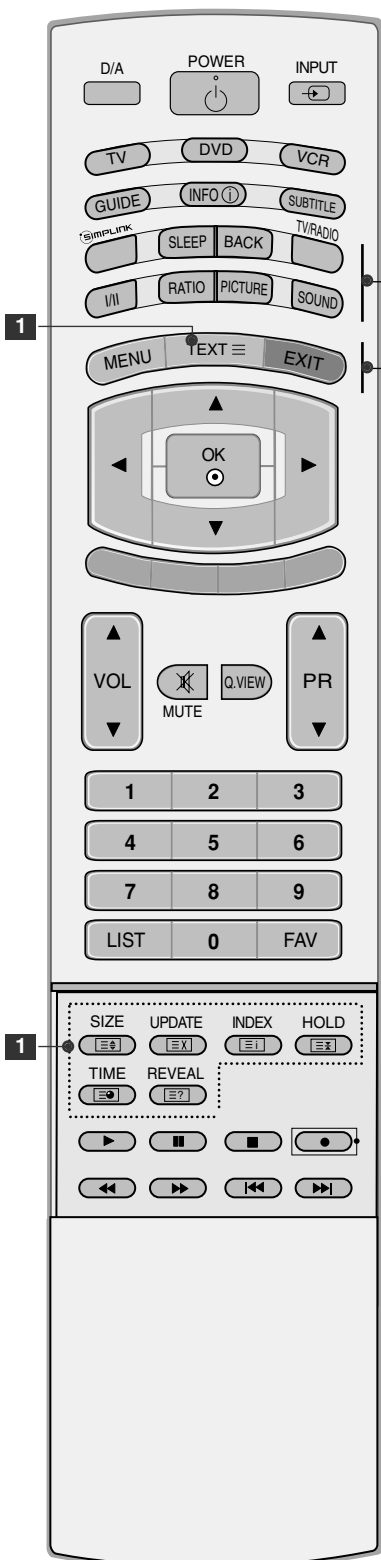 D/A POWER INPUT
TV DVD VCR
GUIDE INFO i SUBTITLE
SIMPLINK SLEEP BACK TV/RADIO
I/II RATIO PICTURE SOUND
1
MENU TEXT EXIT
OK
VOL MUTE Q.VIEW PR
1 2 3
4 5 6
7 8 9
LIST 0 FAV
SIZE UPDATE INDEX HOLD
1
TIME REVEAL